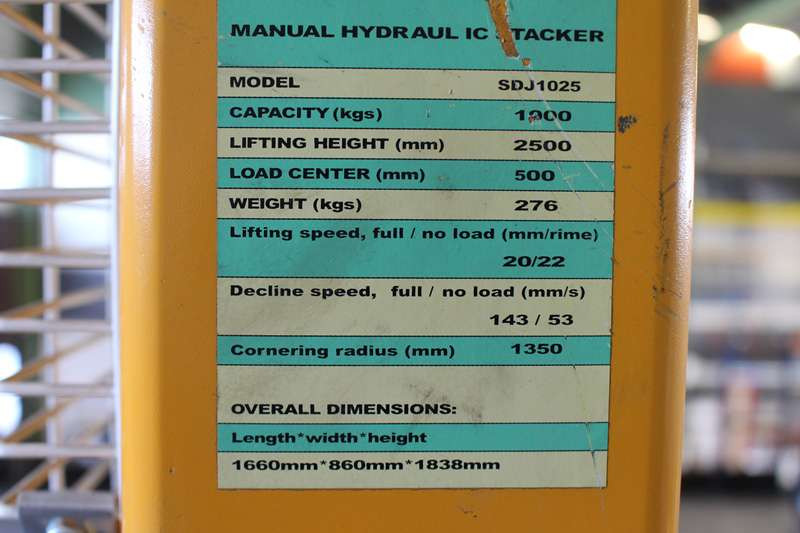 MANUAL HYDRAUL IC STACKER
MODEL SDJ1025
CAPACITY (kgs) 1000
LIFTING HEIGHT (mm) 2500
LOAD CENTER (mm) 500
WEIGHT (kgs) 276
Lifting speed, full / no load (mm/rime)
20/22
Decline speed, full / no load (mm/s)
143 / 53
Cornering radius (mm) 1350
OVERALL DIMENSIONS:
Length*width*height
1660mm*860mm*1838mm